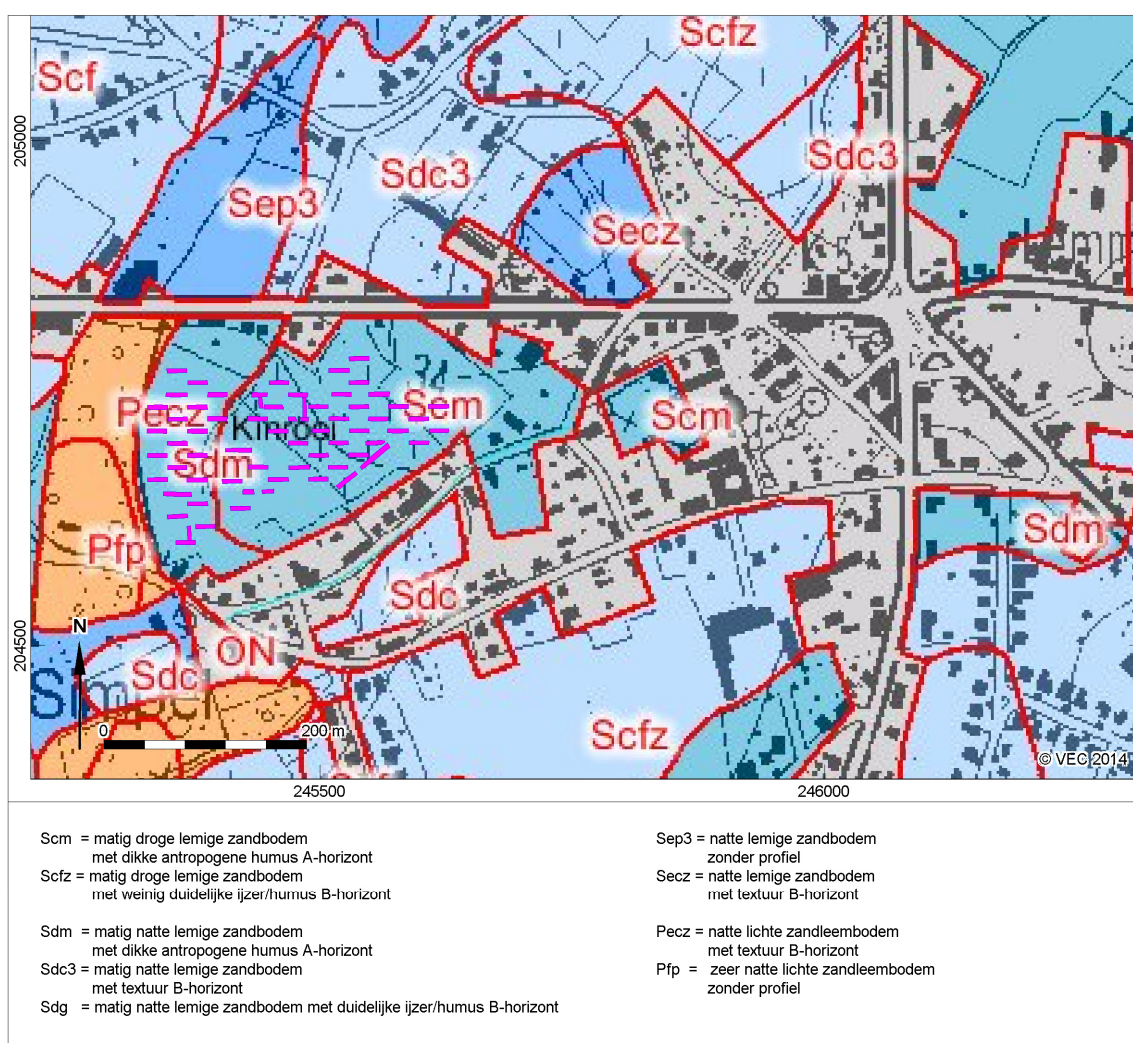 Scfz
Scf
205000
Sdc3
Sdc3
Sep3
Secz
Scm
Pecz
Kinrooi
Scm
Sdm
Sdm
Pfp
Sdc
204500
N
ON
Sdc
Scfz
0
200 m
© VEC 2014
245500
246000
Scm = matig droge lemige zandbodem
met dikke antropogene humus A-horizont
Scfz = matig droge lemige zandbodem
met weinig duidelijke ijzer/humus B-horizont
Sdm = matig natte lemige zandbodem
met dikke antropogene humus A-horizont
Sdc3 = matig natte lemige zandbodem
met textuur B-horizont
Sdg = matig natte lemige zandbodem met duidelijke ijzer/humus B-horizont
Sep3 = natte lemige zandbodem
zonder profiel
Secz = natte lemige zandbodem
met textuur B-horizont
Pecz = natte lichte zandleembodem
met textuur B-horizont
Pfp = zeer natte lichte zandleembodem
zonder profiel